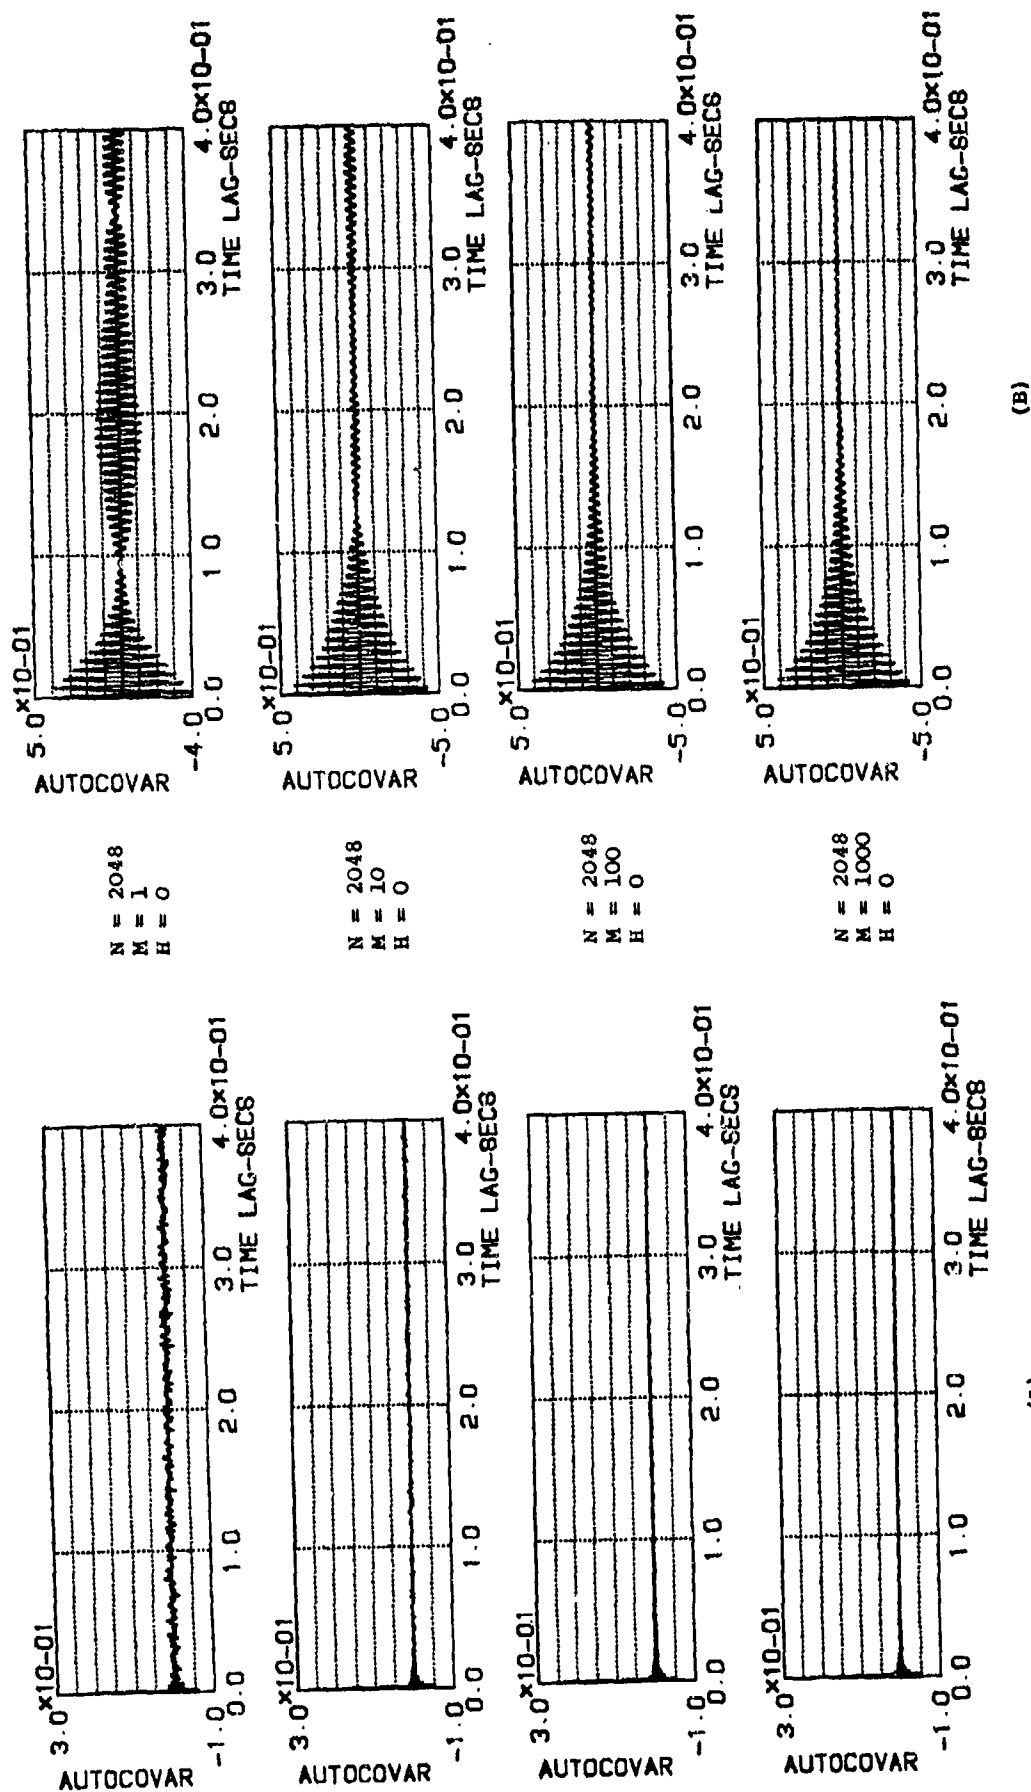 AUTOCOVAR
3.0×10-01
-1.0
0.0
1.0
2.0
3.0
4.0×10-01
TIME LAG-SECS
N = 2048
M = 1
H = 0
AUTOCOVAR
5.0×10-01
-4.0
0.0
1.0
2.0
3.0
4.0×10-01
TIME LAG-SECS
AUTOCOVAR
3.0×10-01
-1.0
0.0
1.0
2.0
3.0
4.0×10-01
TIME LAG-SECS
N = 2048
M = 10
H = 0
AUTOCOVAR
5.0×10-01
-5.0
0.0
1.0
2.0
3.0
4.0×10-01
TIME LAG-SECS
AUTOCOVAR
3.0×10-01
-1.0
0.0
1.0
2.0
3.0
4.0×10-01
TIME LAG-SECS
N = 2048
M = 100
H = 0
AUTOCOVAR
5.0×10-01
-5.0
0.0
1.0
2.0
3.0
4.0×10-01
TIME LAG-SECS
AUTOCOVAR
3.0×10-01
-1.0
0.0
1.0
2.0
3.0
4.0×10-01
TIME LAG-SECS
N = 2048
M = 1000
H = 0
AUTOCOVAR
5.0×10-01
-5.0
0.0
1.0
2.0
3.0
4.0×10-01
TIME LAG-SECS
(B)